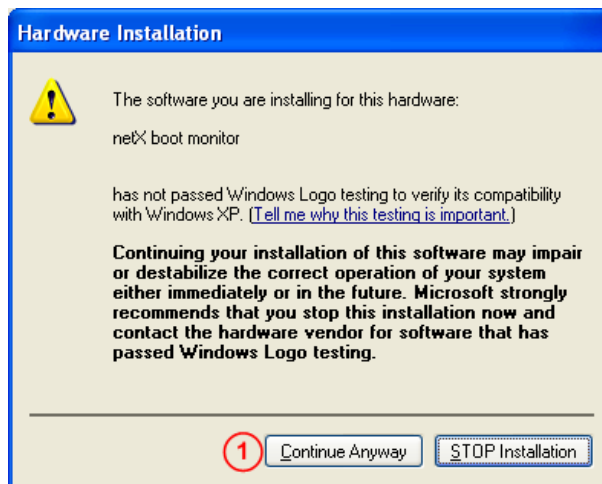 Hardware Installation
The software you are installing for this hardware:
netX boot monitor
has not passed Windows Logo testing to verify its compatibility
with Windows XP. (Tell me why this testing is important.)
Continuing your installation of this software may impair
or destabilize the correct operation of your system
either immediately or in the future. Microsoft strongly
recommends that you stop this installation now and
contact the hardware vendor for software that has
passed Windows Logo testing.
1 Continue Anyway STOP Installation